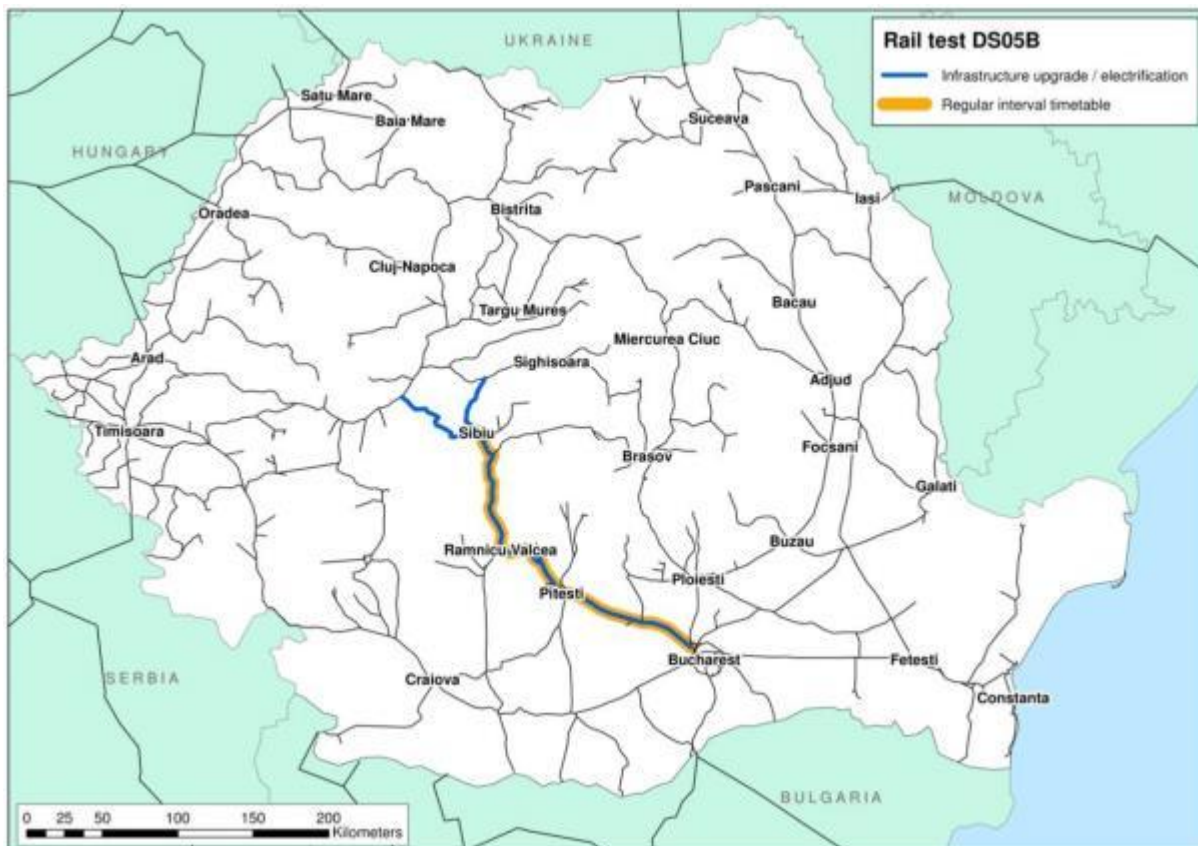 UKRAINE
Rail test DS05B
Infrastructure upgrade / electrification
Regular interval timetable
Satu Mare
Baia Mare
Suceava
HUNGARY
Pascani
Iasi
MOLDOVA
Oradea
Bistrita
Cluj-Napoca
Targu Mures
Bacau
Miercurea Ciuc
Arad
Sighisoara
Adjud
Timisoara
Sibiu
Brasov
Focsani
Galati
Ramnicu Valcea
Buzau
Pitesti
Ploiesti
Bucharest
Fetesti
SERBIA
Craiova
Constanta
BULGARIA
0 25 50 100 150 200
Kilometers